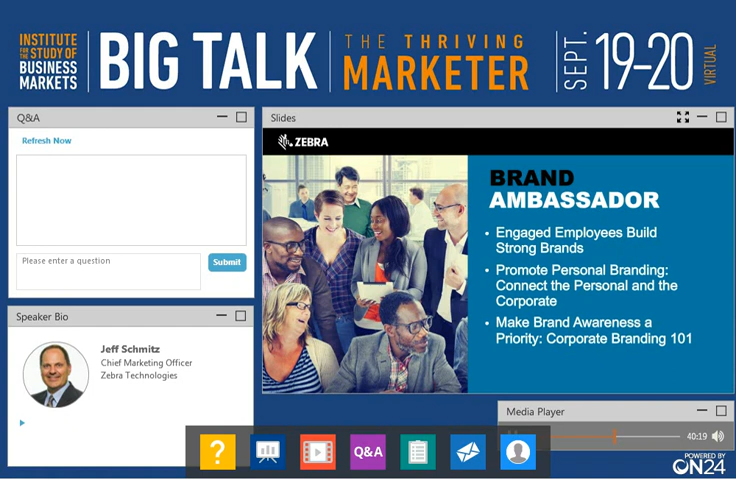 INSTITUTE
FOR THE STUDY OF
BUSINESS
MARKETS
BIG TALK
THE THRIVING
MARKETER
SEPT.
19–20
VIRTUAL
Q&A
Refresh Now
Please enter a question
Submit
Speaker Bio
Jeff Schmitz
Chief Marketing Officer
Zebra Technologies
Slides
ZEBRA
BRAND
AMBASSADOR
• Engaged Employees Build
Strong Brands
• Promote Personal Branding:
Connect the Personal and the
Corporate
• Make Brand Awareness a
Priority: Corporate Branding 101
Media Player
40:19
?
Q&A
POWERED BY
ON24